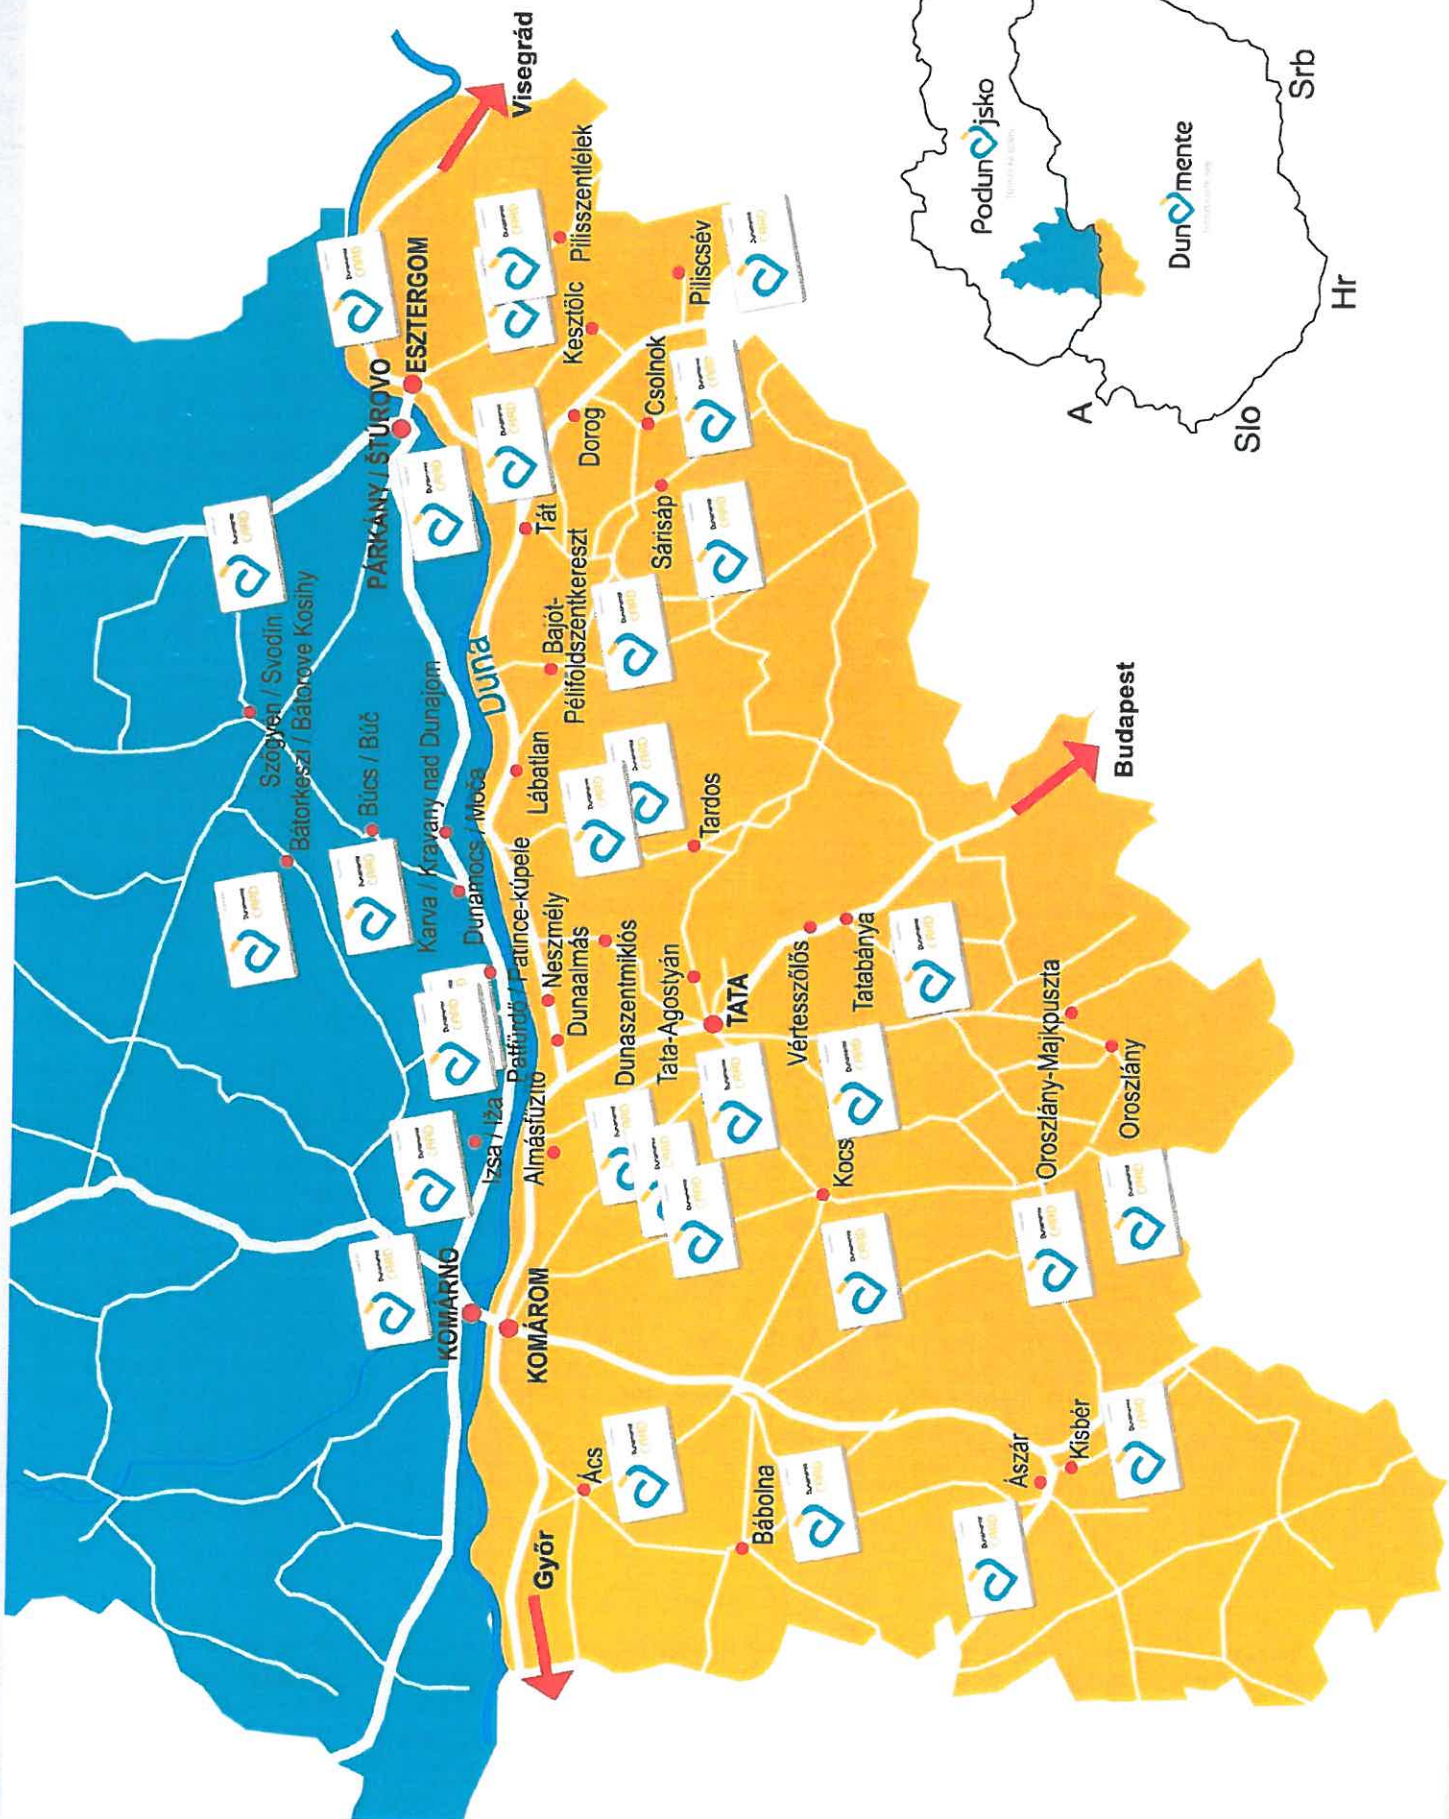 Visegrád
Pilisszentlélek
ESZTERGOM
Kesztölc
Piliscsév
PÁRKÁNY / ŠTÚROVO
Dorog
Csolnok
Tát
Sárisáp
Bajót-
Péliföldszentkereszt
Duna
Szőgyén / Svodín
Bátorkeszi / Bátorove Kosihy
Búcs / Búč
Karva / Kravany nad Dunajom
Dunamocs / Moča
Patfürdő / Patince-kúpele
Izsa / Iža
KOMÁRNO
KOMÁROM
Lábatlan
Tardos
Neszmély
Dunaalmás
Dunaszentmiklós
Tata-Agostyán
TATA
Almásfüzitő
Vértesszőlős
Tatabánya
Budapest
Kocs
Oroszlány-Majkpuszta
Oroszlány
Ács
Bábolna
Győr
Ászár
Kisbér
Podunajsko
Dunamente
A
Slo
Hr
Srb
Dunamente
CARD